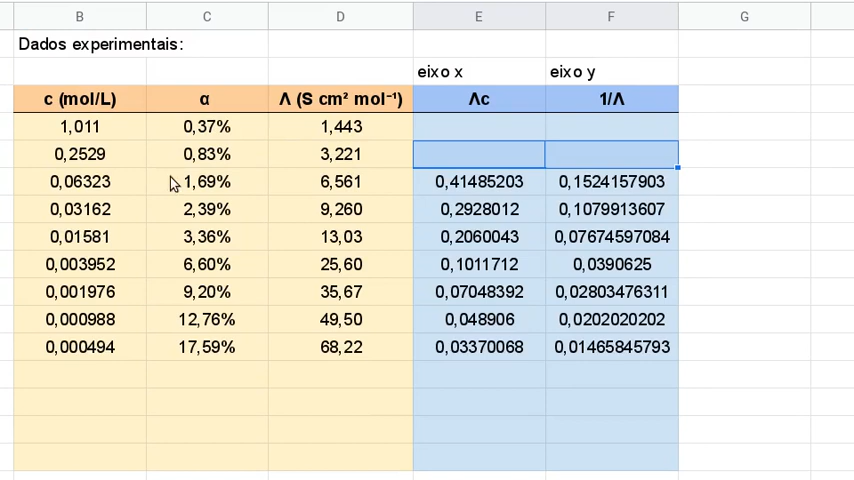 B C D E F G
Dados experimentais:
eixo x eixo y
c (mol/L) α Λ (S cm² mol⁻¹) Λc 1/Λ
1,011 0,37% 1,443
0,2529 0,83% 3,221
0,06323 1,69% 6,561 0,41485203 0,1524157903
0,03162 2,39% 9,260 0,2928012 0,1079913607
0,01581 3,36% 13,03 0,2060043 0,07674597084
0,003952 6,60% 25,60 0,1011712 0,0390625
0,001976 9,20% 35,67 0,07048392 0,02803476311
0,000988 12,76% 49,50 0,048906 0,0202020202
0,000494 17,59% 68,22 0,03370068 0,01465845793